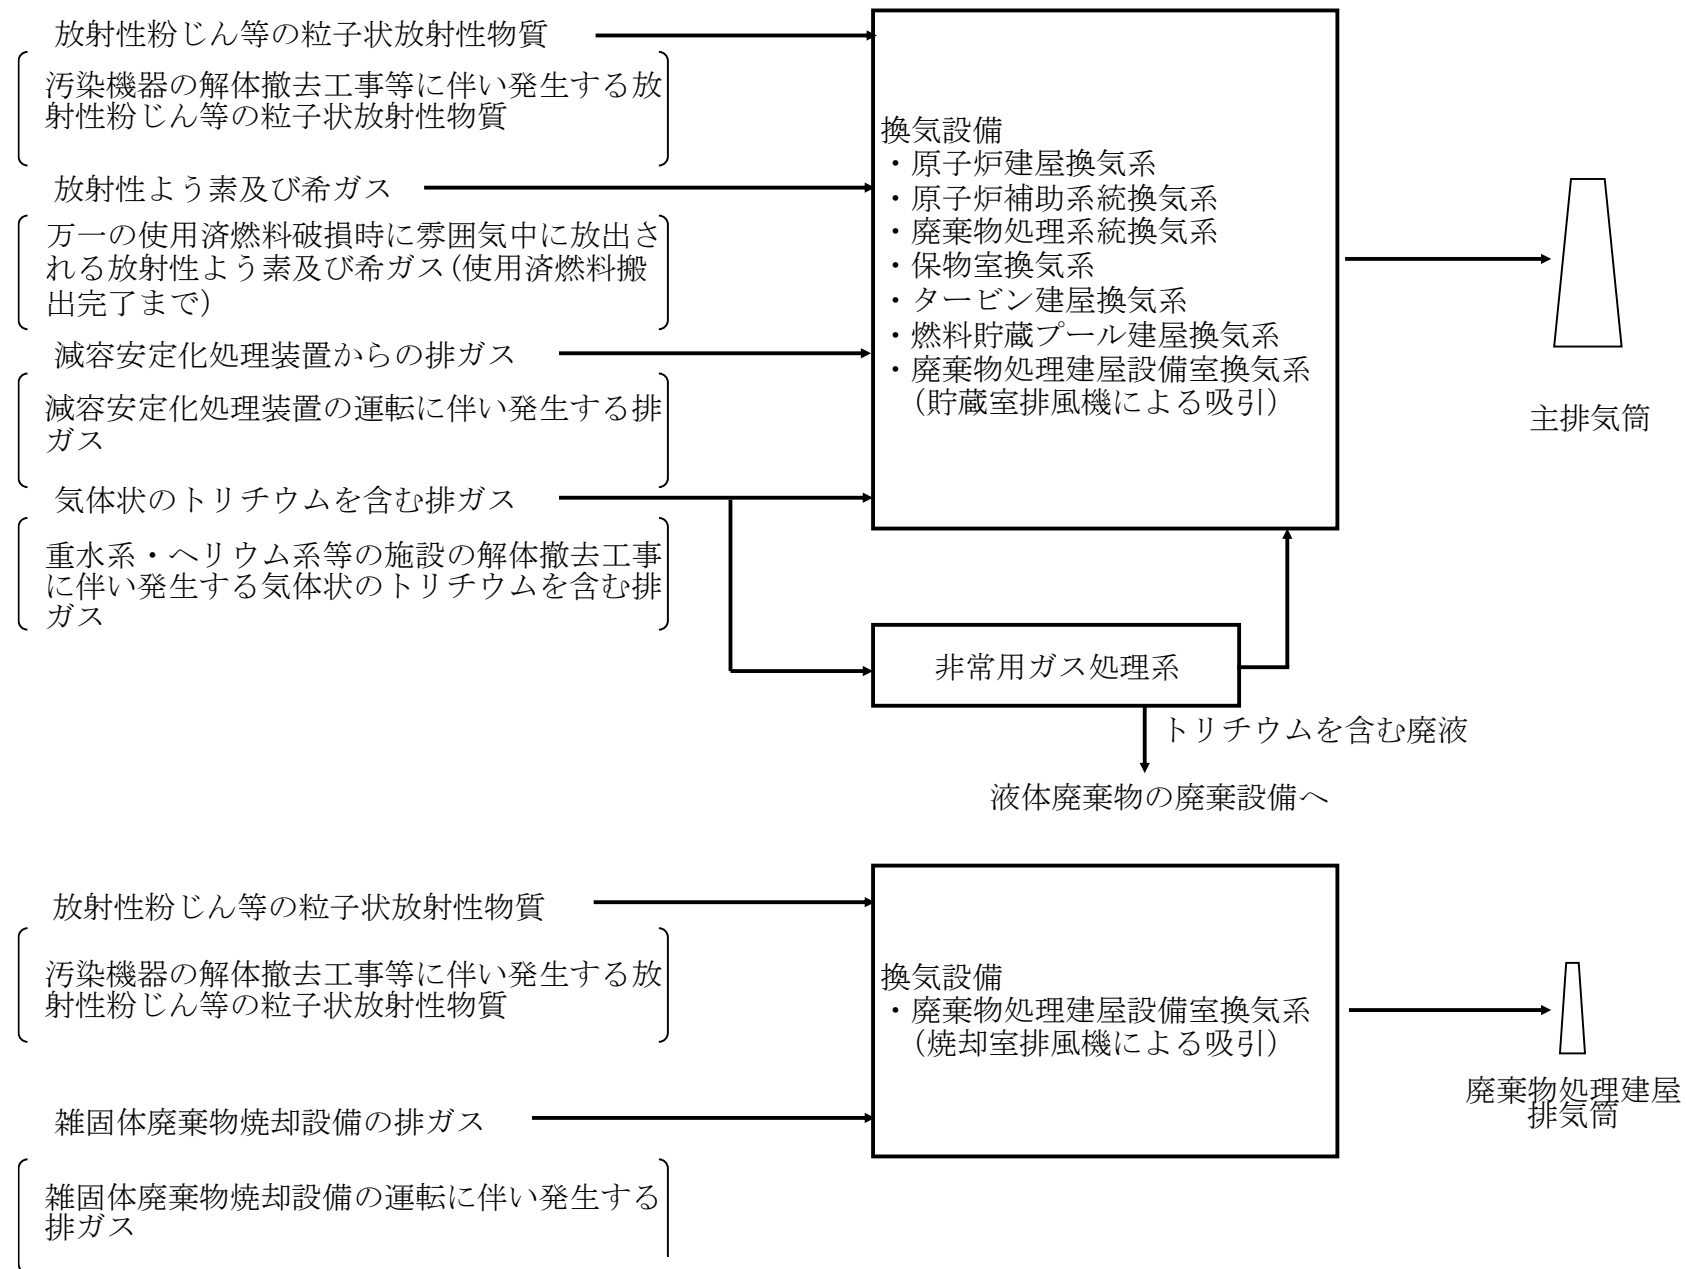 放射性粉じん等の粒子状放射性物質
汚染機器の解体撤去工事等に伴い発生する放
射性粉じん等の粒子状放射性物質
放射性よう素及び希ガス
万一の使用済燃料破損時に雰囲気中に放出さ
れる放射性よう素及び希ガス(使用済燃料搬
出完了まで)
減容安定化処理装置からの排ガス
減容安定化処理装置の運転に伴い発生する排
ガス
気体状のトリチウムを含む排ガス
重水系・ヘリウム系等の施設の解体撤去工事
に伴い発生する気体状のトリチウムを含む排
ガス
換気設備
・原子炉建屋換気系
・原子炉補助系統換気系
・廃棄物処理系統換気系
・保物室換気系
・タービン建屋換気系
・燃料貯蔵プール建屋換気系
・廃棄物処理建屋設備室換気系
(貯蔵室排風機による吸引)
主排気筒
非常用ガス処理系
トリチウムを含む廃液
液体廃棄物の廃棄設備へ
放射性粉じん等の粒子状放射性物質
汚染機器の解体撤去工事等に伴い発生する放
射性粉じん等の粒子状放射性物質
雑固体廃棄物焼却設備の排ガス
雑固体廃棄物焼却設備の運転に伴い発生する
排ガス
換気設備
・廃棄物処理建屋設備室換気系
(焼却室排風機による吸引)
廃棄物処理建屋
排気筒